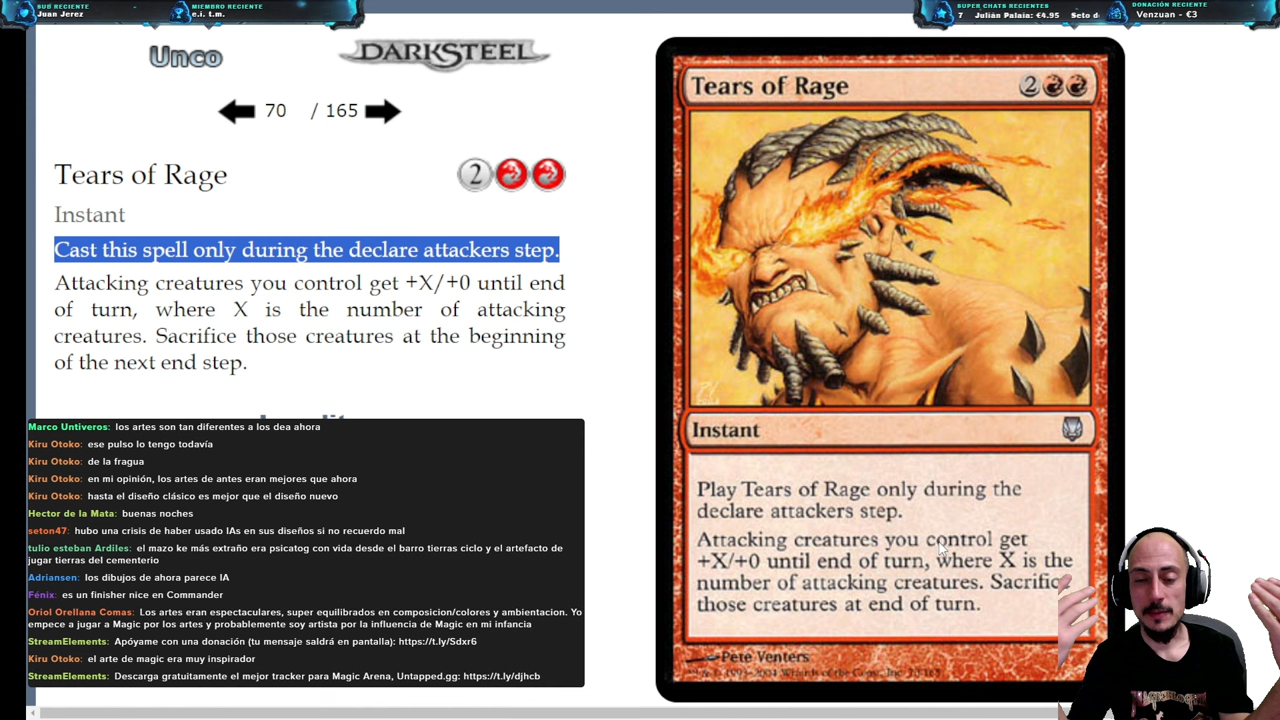 BUD RECIENTE
Juan Jerez
MIEMBRO RECIENTE
e.i. t.m.
SUPER CHATS RECIENTES
7 Julián Palaia: €4.95 Seto d
DONACIÓN RECIENTE
Venzuan - €3
Unco
DARKSTEEL
70 / 165
Tears of Rage
2
Instant
Cast this spell only during the declare attackers step.
Attacking creatures you control get +X/+0 until end
of turn, where X is the number of attacking
creatures. Sacrifice those creatures at the beginning
of the next end step.
Marco Untiveros: los artes son tan diferentes a los dea ahora
Kiru Otoko: ese pulso lo tengo todavía
Kiru Otoko: de la fragua
Kiru Otoko: en mi opinión, los artes de antes eran mejores que ahora
Kiru Otoko: hasta el diseño clásico es mejor que el diseño nuevo
Hector de la Mata: buenas noches
seton47: hubo una crisis de haber usado IAs en sus diseños si no recuerdo mal
tulio esteban Ardiles: el mazo ke más extraño era psicatog con vida desde el barro tierras ciclo y el artefacto de
jugar tierras del cementerio
Adriansen: los dibujos de ahora parece IA
Fénix: es un finisher nice en Commander
Oriol Orellana Comas: Los artes eran espectaculares, super equilibrados en composicion/colores y ambientacion. Yo
empece a jugar a Magic por los artes y probablemente soy artista por la influencia de Magic en mi infancia
StreamElements: Apóyame con una donación (tu mensaje saldrá en pantalla): https://t.ly/Sdxr6
Kiru Otoko: el arte de magic era muy inspirador
StreamElements: Descarga gratuitamente el mejor tracker para Magic Arena, Untapped.gg: https://t.ly/djhcb
Tears of Rage
2
Instant
Play Tears of Rage only during the
declare attackers step.
Attacking creatures you control get
+X/+0 until end of turn, where X is the
number of attacking creatures. Sacrifice
those creatures at end of turn.
Pete Venters